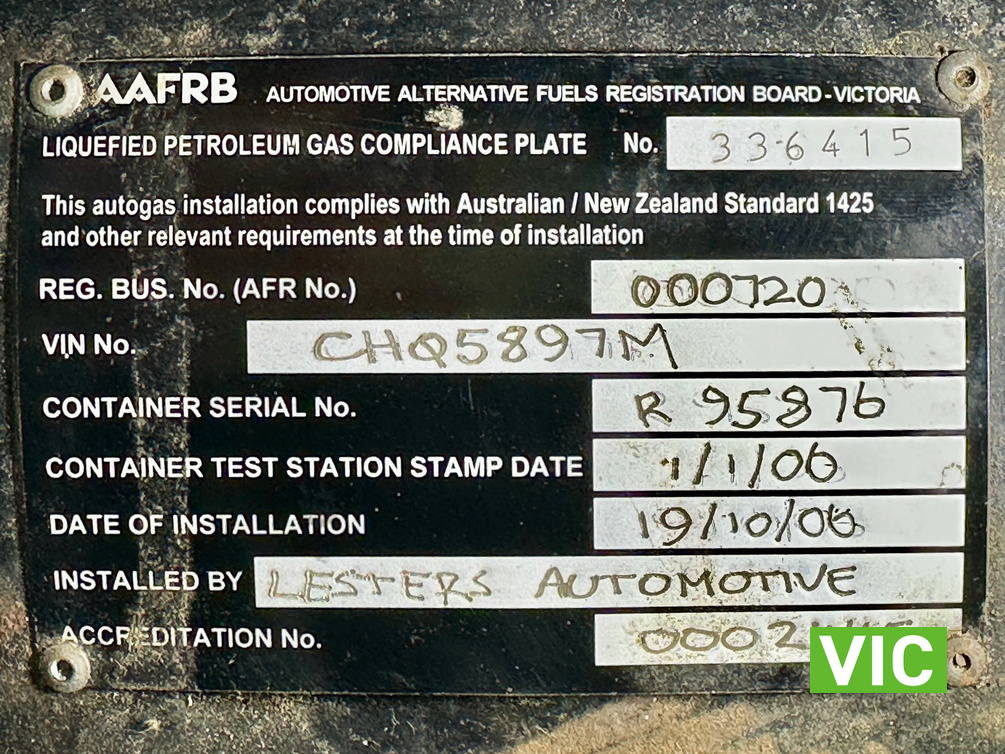 AAFRB AUTOMOTIVE ALTERNATIVE FUELS REGISTRATION BOARD - VICTORIA
LIQUEFIED PETROLEUM GAS COMPLIANCE PLATE No. 336415
This autogas installation complies with Australian / New Zealand Standard 1425
and other relevant requirements at the time of installation
REG. BUS. No. (AFR No.) 000720
VIN No. CHQ5897M
CONTAINER SERIAL No. R 95876
CONTAINER TEST STATION STAMP DATE 1/1/06
DATE OF INSTALLATION 19/10/06
INSTALLED BY LESTERS AUTOMOTIVE
ACCREDITATION No.
VIC